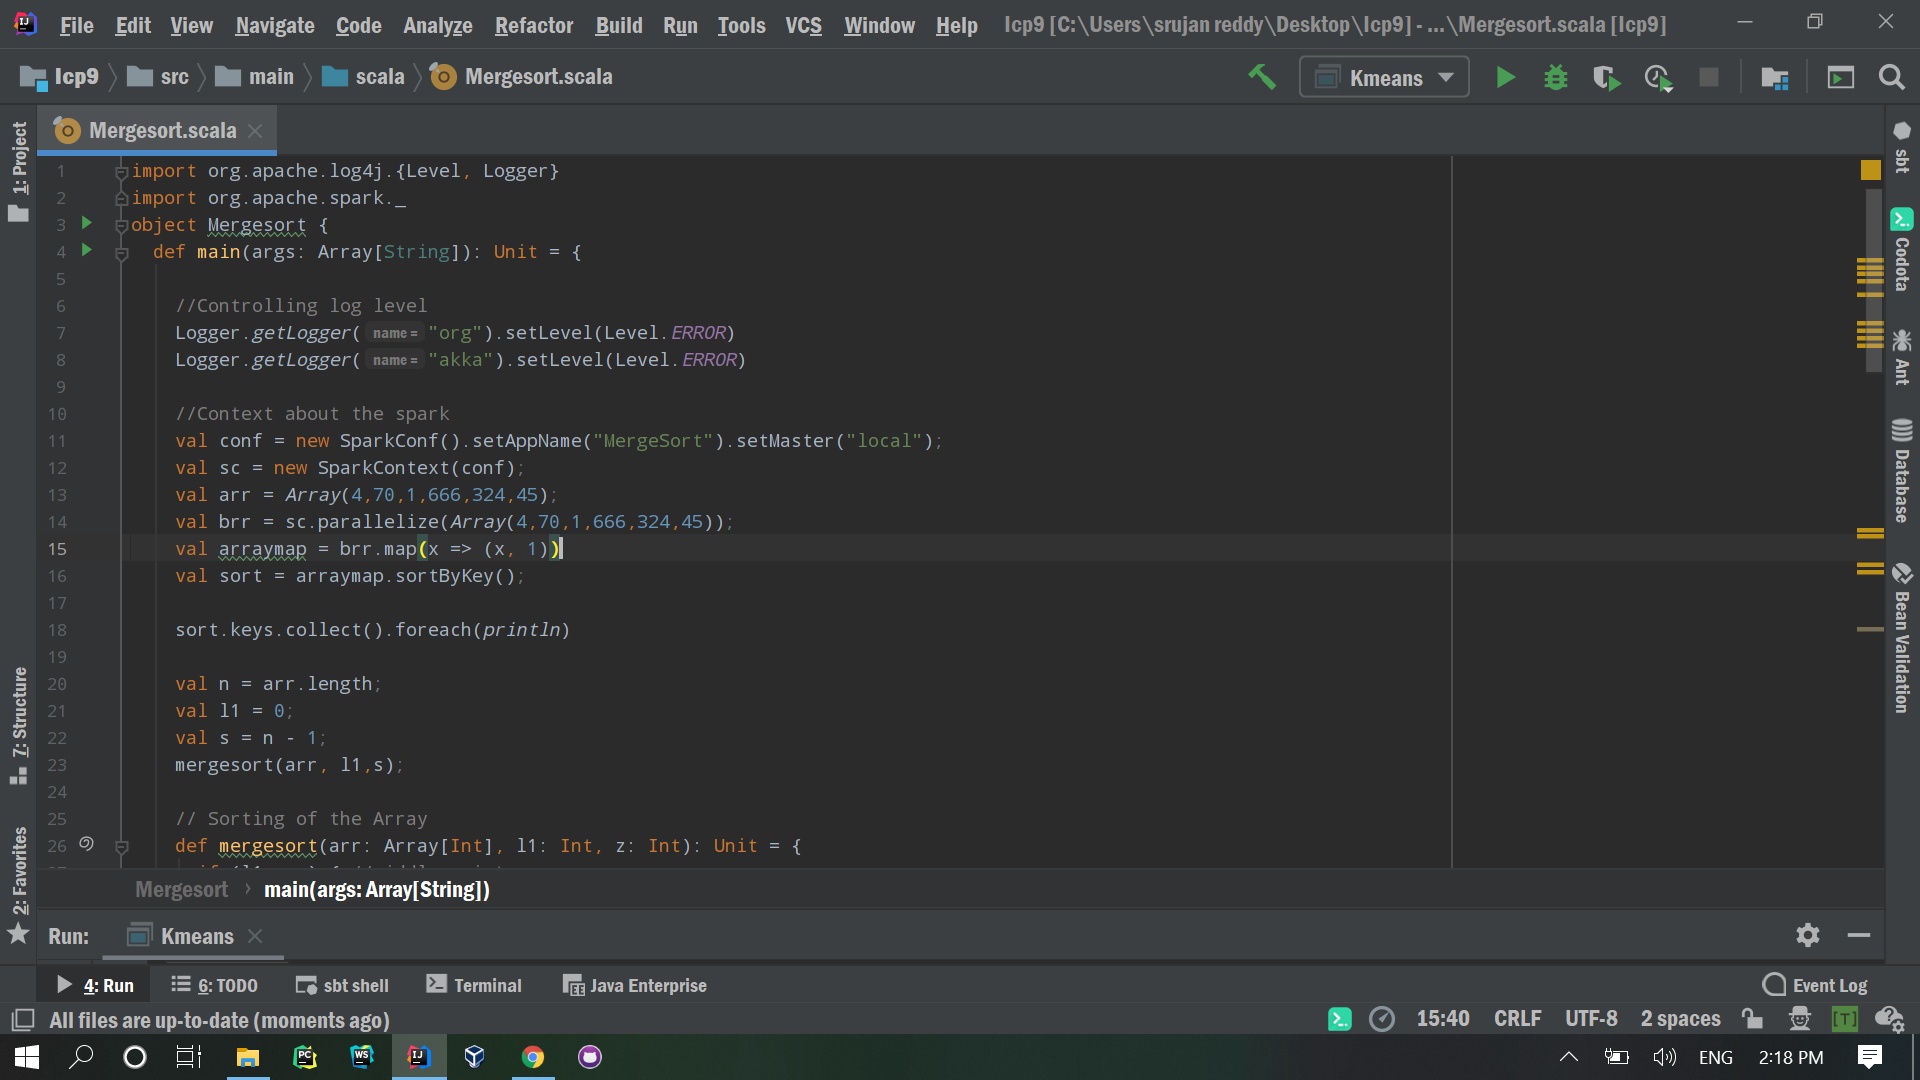 File Edit View Navigate Code Analyze Refactor Build Run Tools VCS Window Help Icp9 [C:\Users\srujan reddy\Desktop\Icp9] - ...\Mergesort.scala [Icp9]
Icp9 src main scala Mergesort.scala Kmeans
Mergesort.scala
1 import org.apache.log4j.{Level, Logger}
2 import org.apache.spark._
3 object Mergesort {
4 def main(args: Array[String]): Unit = {
5
6 //Controlling log level
7 Logger.getLogger( name = "org").setLevel(Level.ERROR)
8 Logger.getLogger( name = "akka").setLevel(Level.ERROR)
9
10 //Context about the spark
11 val conf = new SparkConf().setAppName("MergeSort").setMaster("local");
12 val sc = new SparkContext(conf);
13 val arr = Array(4,70,1,666,324,45);
14 val brr = sc.parallelize(Array(4,70,1,666,324,45));
15 val arraymap = brr.map(x => (x, 1))
16 val sort = arraymap.sortByKey();
17
18 sort.keys.collect().foreach(println)
19
20 val n = arr.length;
21 val l1 = 0;
22 val s = n - 1;
23 mergesort(arr, l1,s);
24
25 // Sorting of the Array
26 def mergesort(arr: Array[Int], l1: Int, z: Int): Unit = {
1: Project
7: Structure
2: Favorites
sbt
Codota
Ant
Database
Bean Validation
Mergesort › main(args: Array[String])
Run: Kmeans
4: Run 6: TODO sbt shell Terminal Java Enterprise Event Log
All files are up-to-date (moments ago) 15:40 CRLF UTF-8 2 spaces [T]
PC WS IJ ENG 2:18 PM